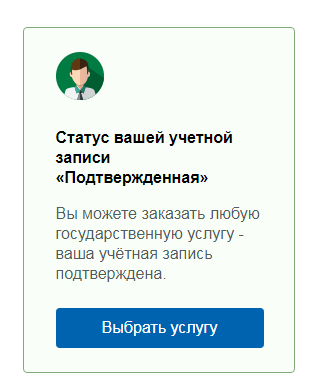 Статус вашей учетной
записи
«Подтвержденная»
Вы можете заказать любую
государственную услугу -
ваша учётная запись
подтверждена.
Выбрать услугу